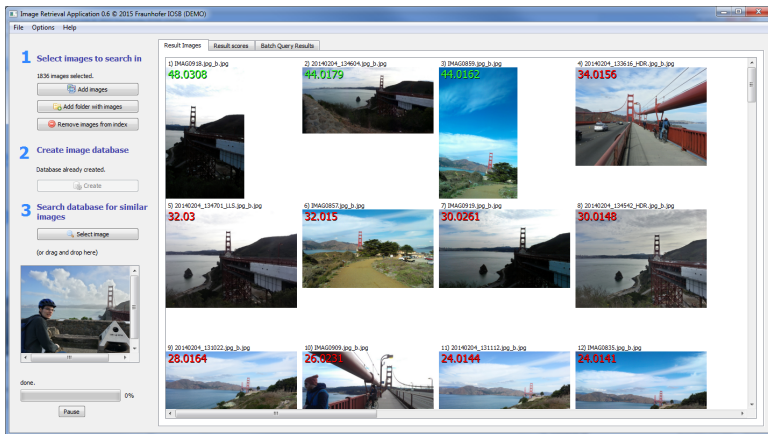 Image Retrieval Application 0.6 © 2015 Fraunhofer IOSB (DEMO)
File Options Help
1 Select images to search in
1836 images selected.
Add images
Add folder with images
Remove images from index
2 Create image database
Database already created.
Create
3 Search database for similar
images
Select image
(or drag and drop here)
done.
0%
Pause
Result Images Result scores Batch Query Results
1) IMAG0918.jpg_b.jpg
48.0308
2) 20140204_134604.jpg_b.jpg
44.0179
3) IMAG0859.jpg_b.jpg
44.0162
4) 20140204_133616_HDR.jpg_b.jpg
34.0156
5) 20140204_134701_LLS.jpg_b.jpg
32.03
6) IMAG0857.jpg_b.jpg
32.015
7) IMAG0919.jpg_b.jpg
30.0261
8) 20140204_134542_HDR.jpg_b.jpg
30.0148
9) 20140204_131022.jpg_b.jpg
28.0164
10) IMAG0909.jpg_b.jpg
26.0231
11) 20140204_131112.jpg_b.jpg
24.0144
12) IMAG0835.jpg_b.jpg
24.0141